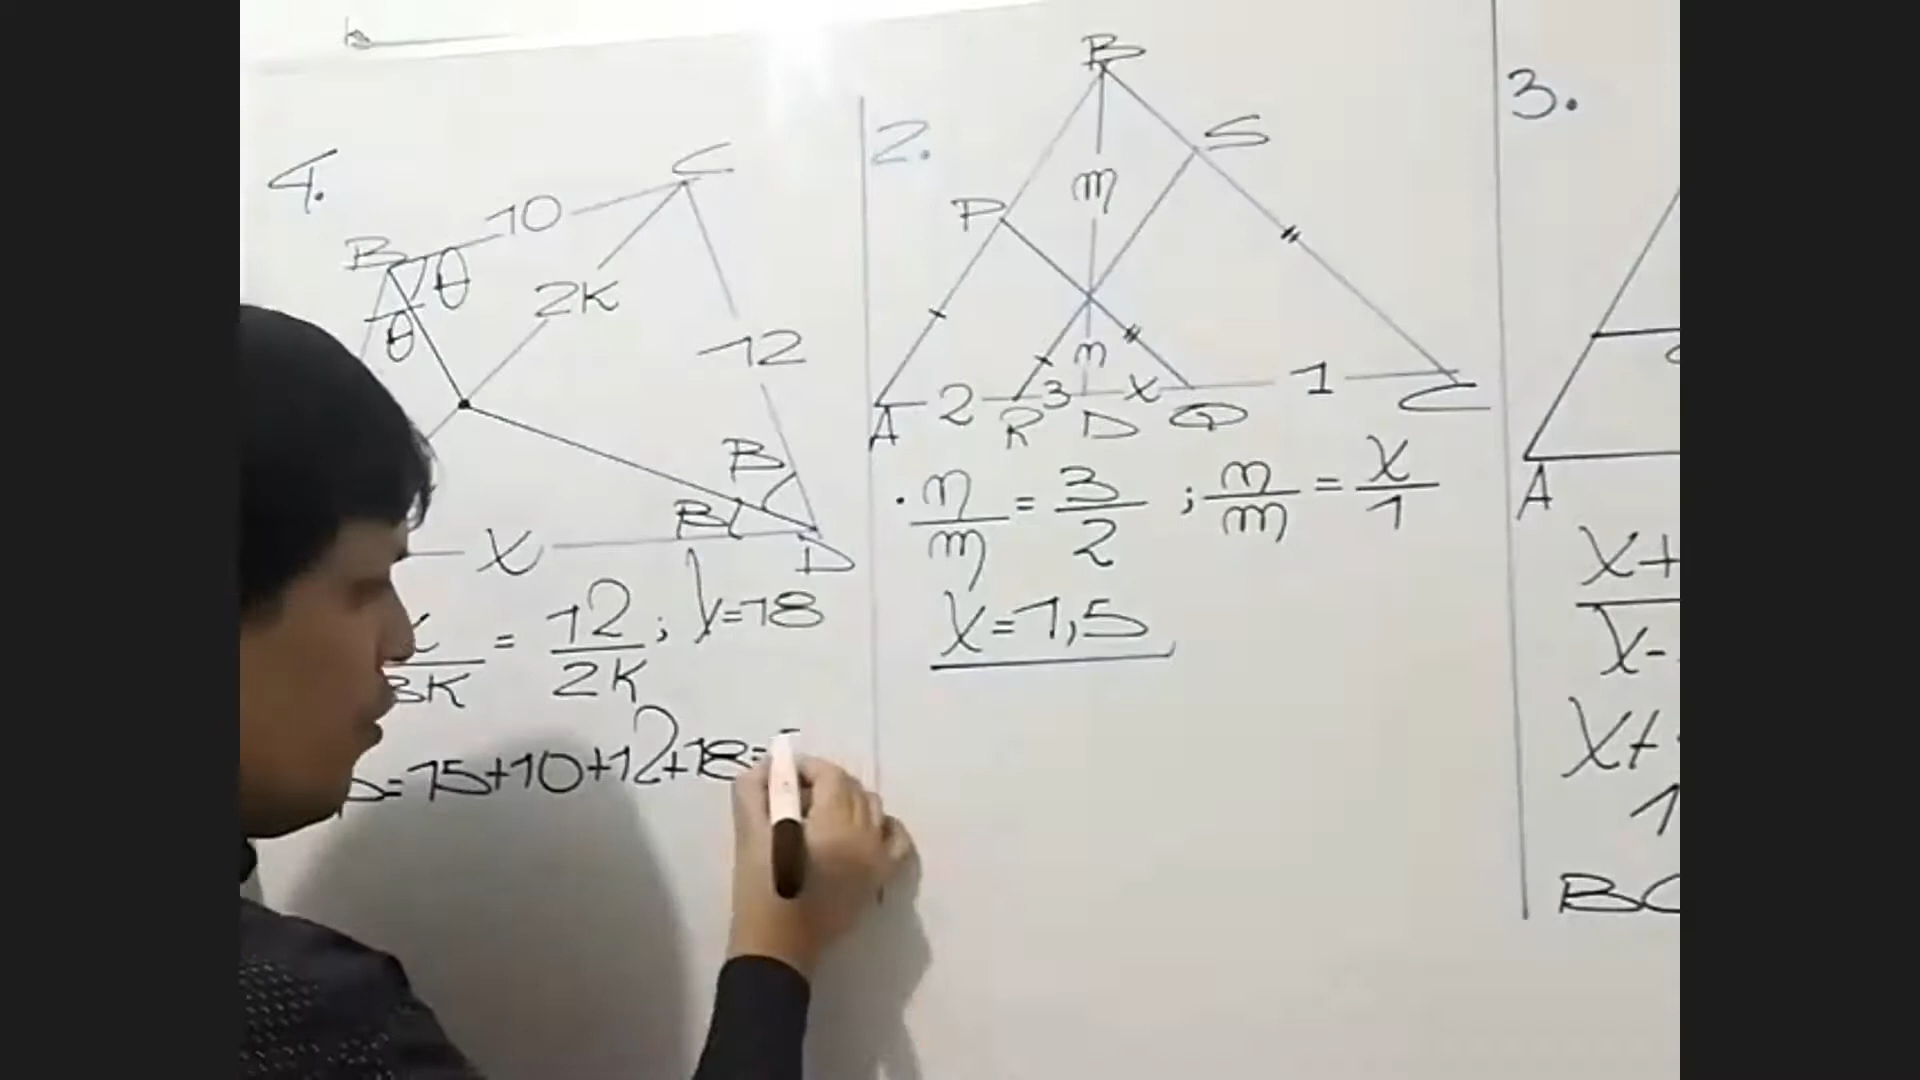 4.
B
10
C
θ
θ
2K
12
B
B
X
D
3K = 12/2K ; X=18
P=15+10+12+18=
2.
B
S
P
m
n
A 2 R 3 D X Q 1 C
. n/m = 3/2 ; n/m = X/1
X=1,5
3.
A
X+
X-
X+
1
BC